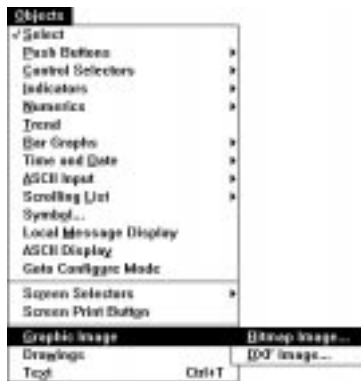 Objects
✓Select
Push Buttons
Control Selectors
Indicators
Numerics
Trend
Bar Graphs
Time and Date
ASCII Input
Scrolling List
Symbol...
Local Message Display
ASCII Display
Goto Configure Mode
Screen Selectors
Screen Print Button
Graphic Image
Bitmap Image...
Drawings
DXF Image...
Text Ctrl+T